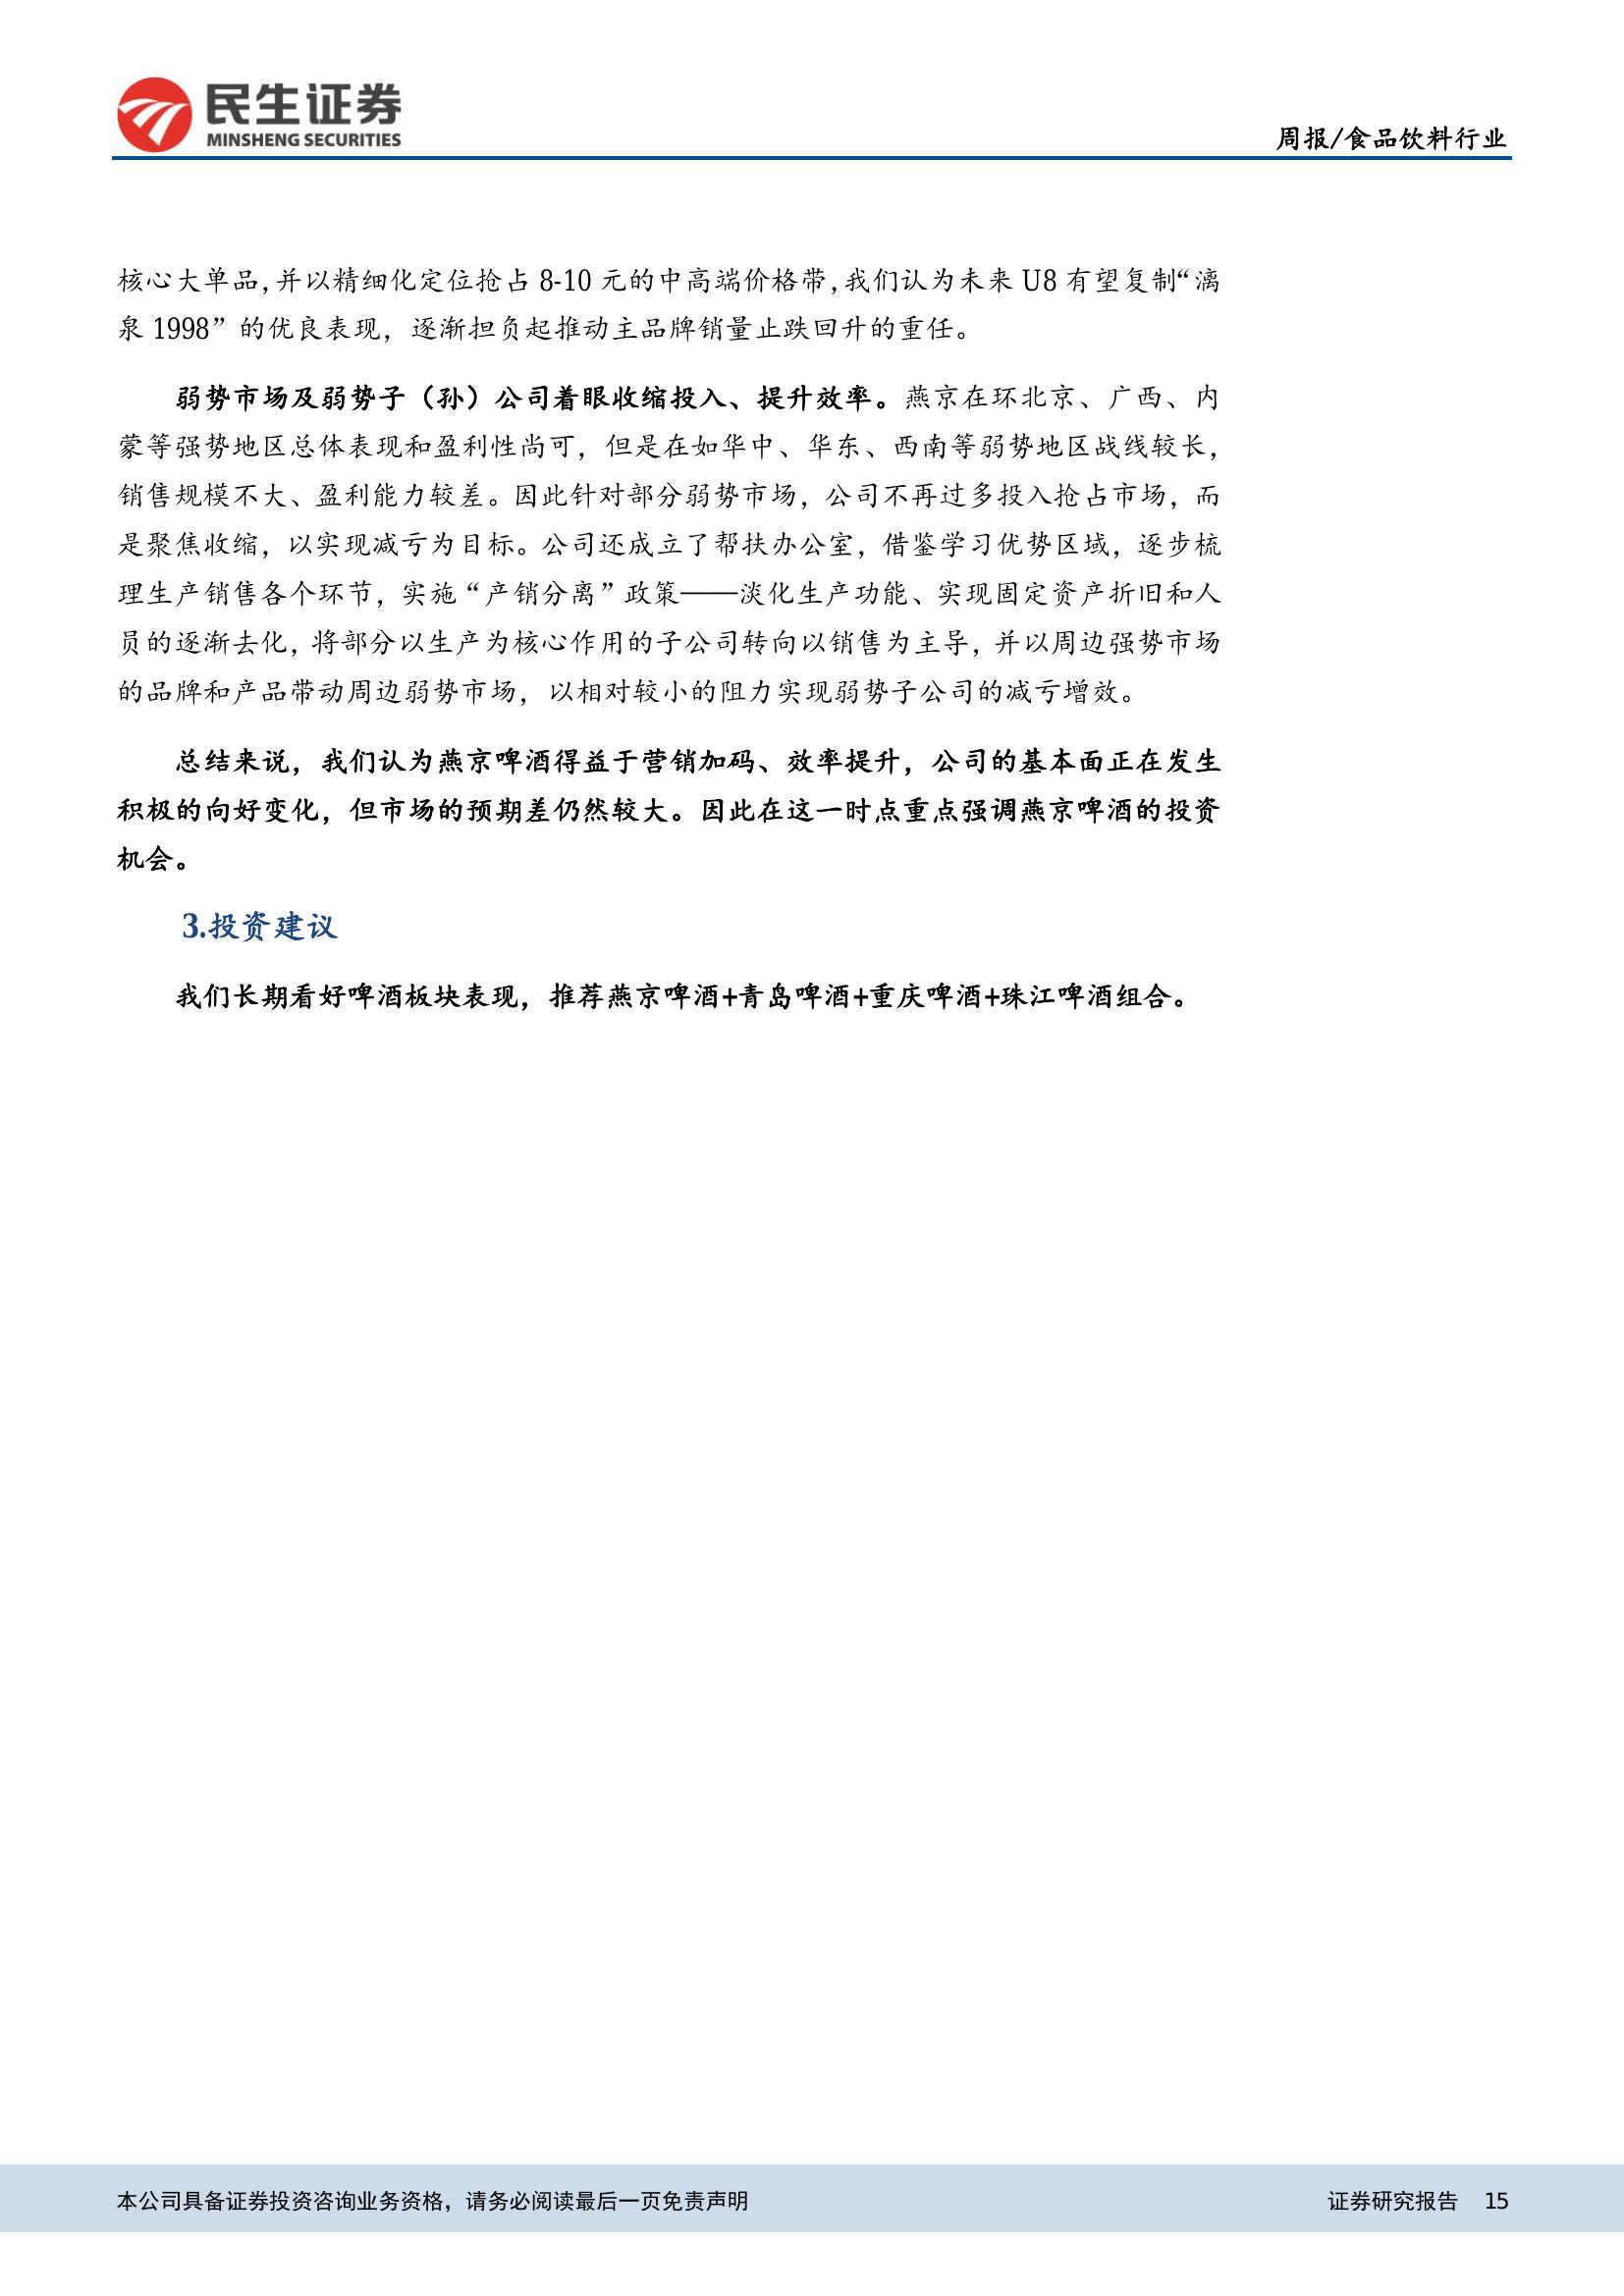 民生证券
MINSHENG SECURITIES
周报/食品饮料行业
核心大单品，并以精细化定位抢占 8-10 元的中高端价格带，我们认为未来 U8 有望复制“漓
泉 1998”的优良表现，逐渐担负起推动主品牌销量止跌回升的重任。
弱势市场及弱势子（孙）公司着眼收缩投入、提升效率。燕京在环北京、广西、内
蒙等强势地区总体表现和盈利性尚可，但是在如华中、华东、西南等弱势地区战线较长，
销售规模不大、盈利能力较差。因此针对部分弱势市场，公司不再过多投入抢占市场，而
是聚焦收缩，以实现减亏为目标。公司还成立了帮扶办公室，借鉴学习优势区域，逐步梳
理生产销售各个环节，实施“产销分离”政策——淡化生产功能、实现固定资产折旧和人
员的逐渐去化，将部分以生产为核心作用的子公司转向以销售为主导，并以周边强势市场
的品牌和产品带动周边弱势市场，以相对较小的阻力实现弱势子公司的减亏增效。
总结来说，我们认为燕京啤酒得益于营销加码、效率提升，公司的基本面正在发生
积极的向好变化，但市场的预期差仍然较大。因此在这一时点重点强调燕京啤酒的投资
机会。
3.投资建议
我们长期看好啤酒板块表现，推荐燕京啤酒+青岛啤酒+重庆啤酒+珠江啤酒组合。
本公司具备证券投资咨询业务资格，请务必阅读最后一页免责声明
证券研究报告 15